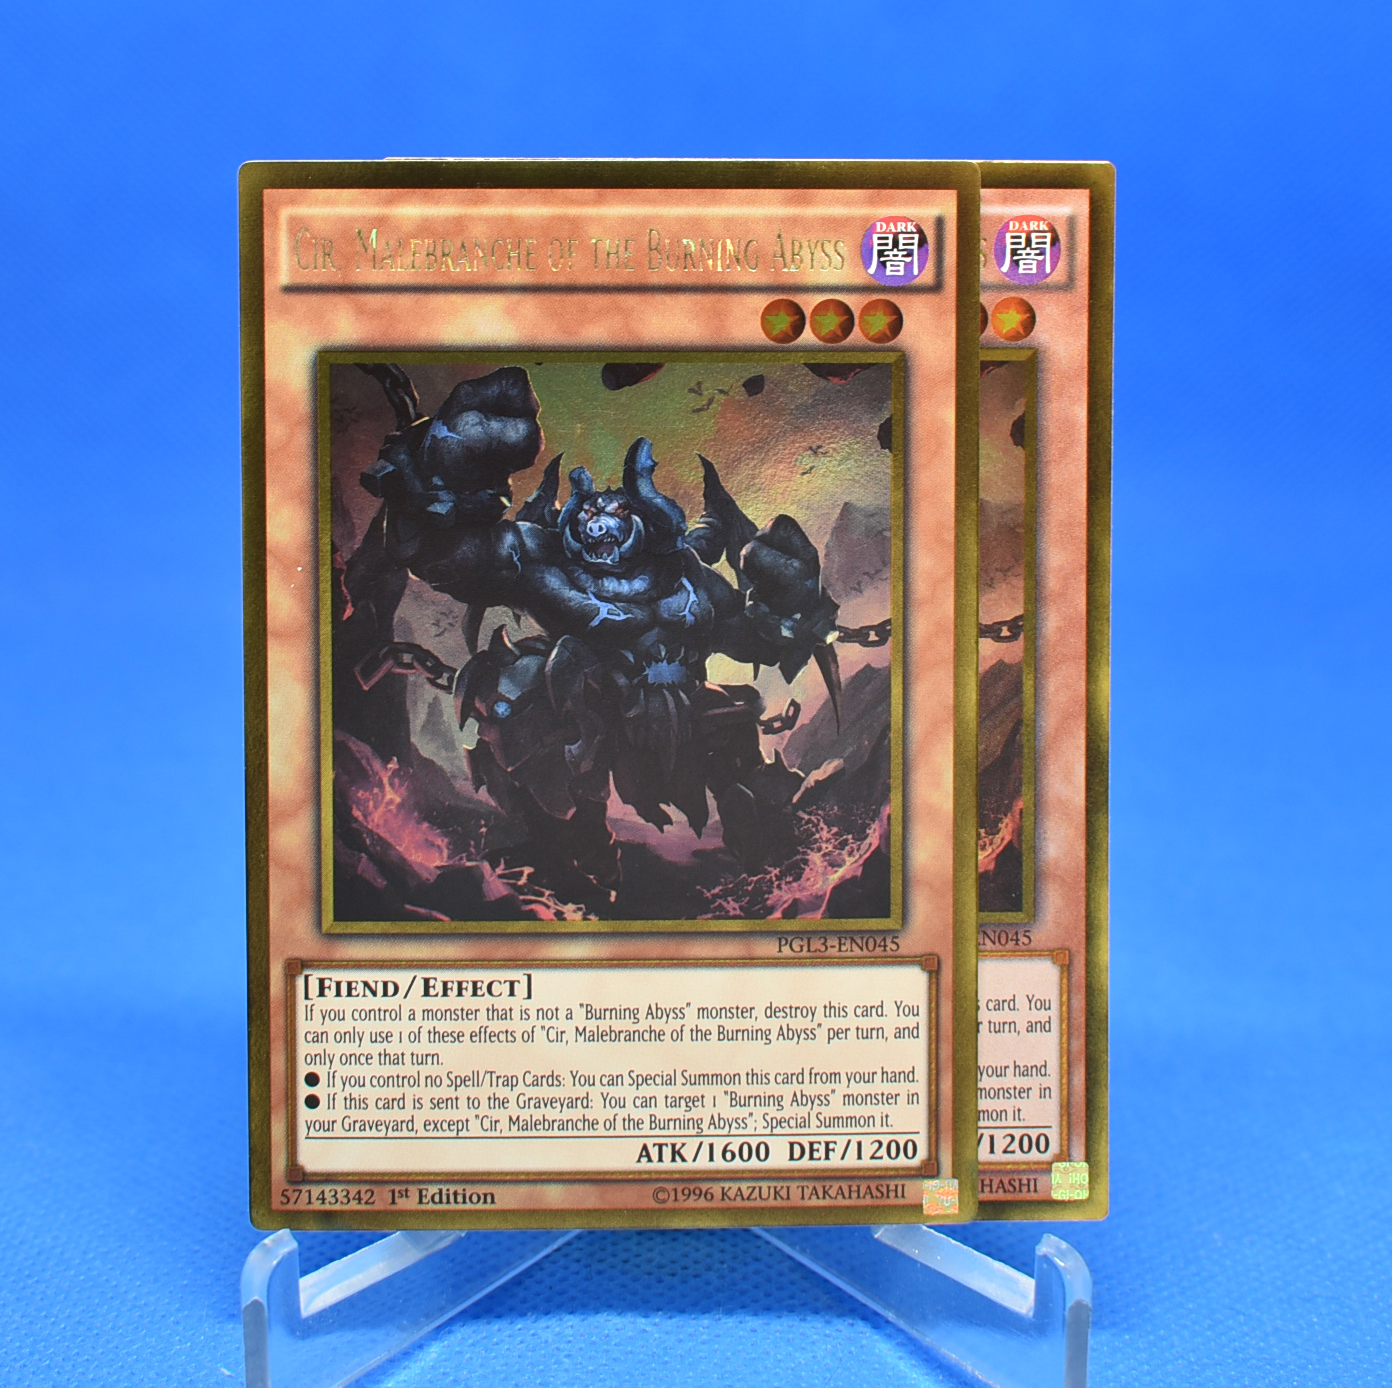 Cir, Malebranche of the Burning Abyss
DARK
闇
PGL3-EN045
[Fiend/Effect]
If you control a monster that is not a "Burning Abyss" monster, destroy this card. You
can only use 1 of these effects of "Cir, Malebranche of the Burning Abyss" per turn, and
only once that turn.
● If you control no Spell/Trap Cards: You can Special Summon this card from your hand.
● If this card is sent to the Graveyard: You can target 1 "Burning Abyss" monster in
your Graveyard, except "Cir, Malebranche of the Burning Abyss"; Special Summon it.
ATK/1600 DEF/1200
57143342 1st Edition
©1996 KAZUKI TAKAHASHI
s
DARK
闇
EN045
card. You
turn, and
your hand.
monster in
mon it.
/1200
HASHI